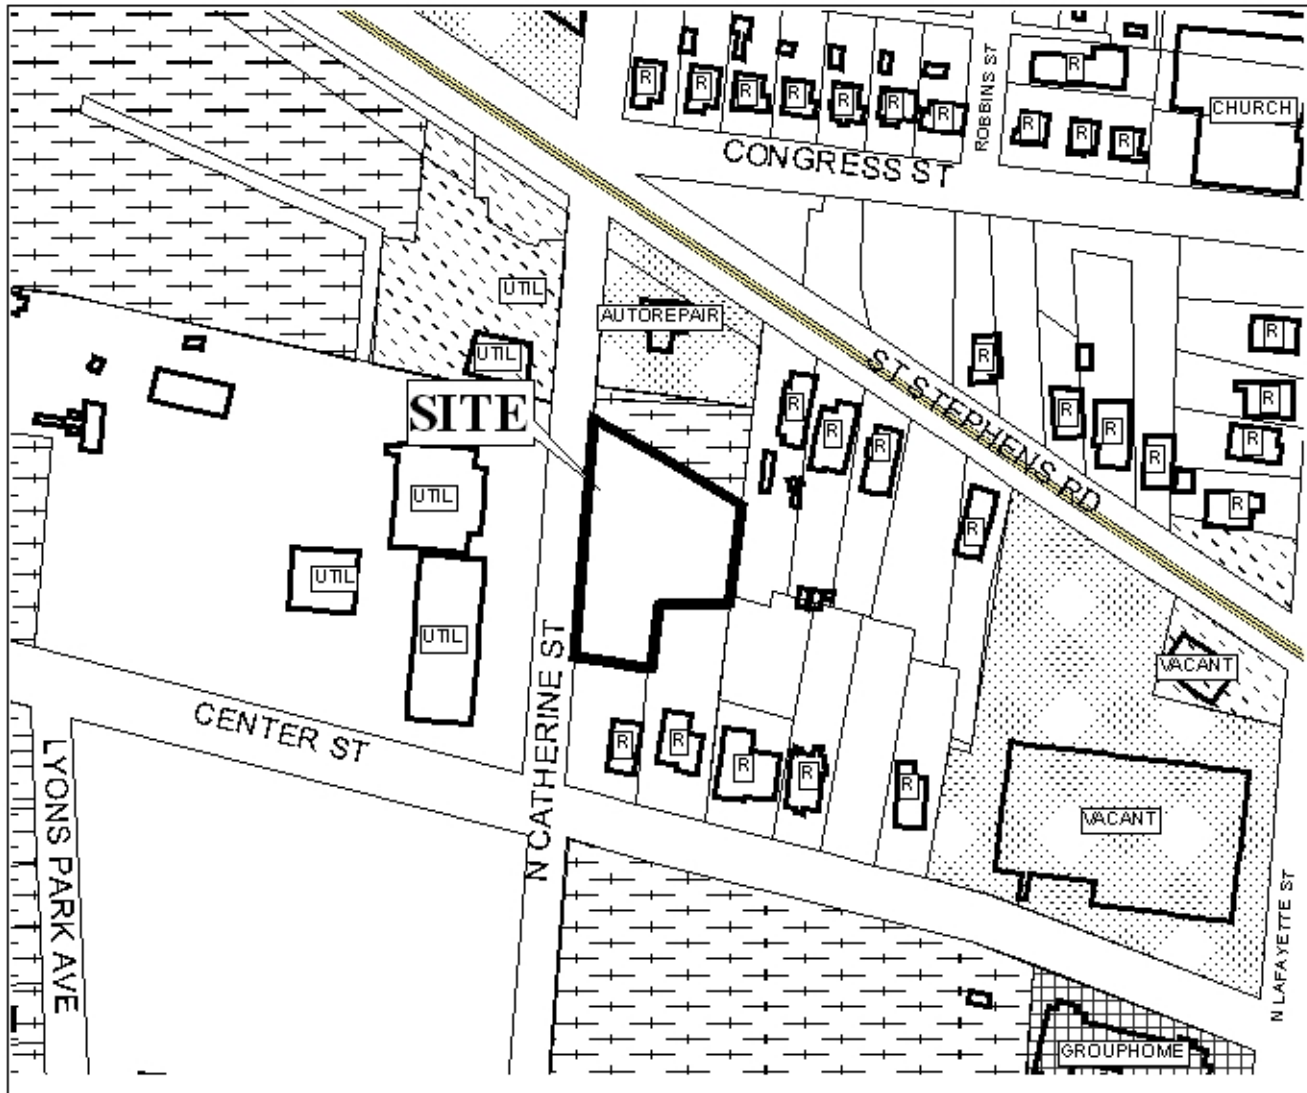 R
R
R
R
R
R
R
R
R
R
R
CHURCH
ROBBINS ST
CONGRESS ST
UTIL
AUTOREPAIR
UTIL
ST STEPHENS RD
R
R
R
R
R
SITE
R
R
R
R
R
R
R
UTIL
R
UTIL
UTIL
N CATHERINE ST
VACANT
CENTER ST
R
R
R
R
R
VACANT
LYONS PARK AVE
N LAFAYETTE ST
GROUPHOME